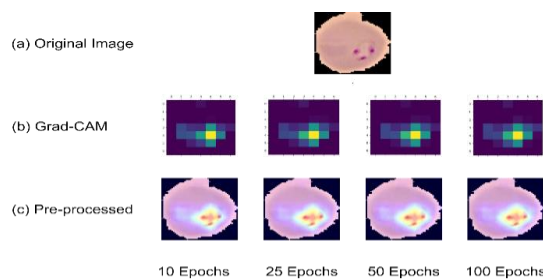 (a) Original Image
(b) Grad-CAM
(c) Pre-processed
10 Epochs 25 Epochs 50 Epochs 100 Epochs